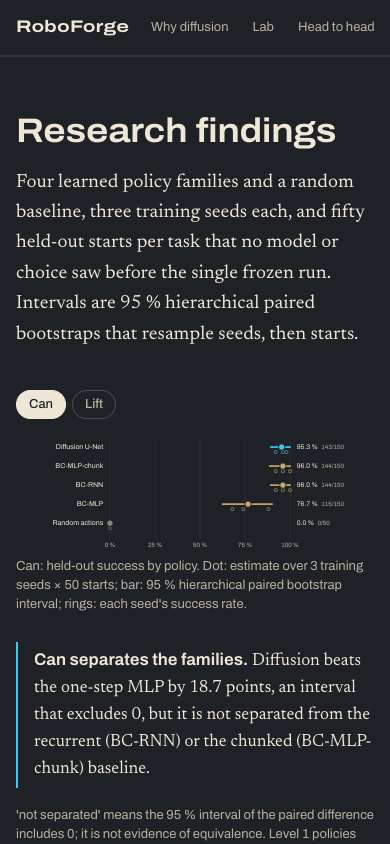 RoboForge Why diffusion Lab Head to head
Research findings
Four learned policy families and a random
baseline, three training seeds each, and fifty
held-out starts per task that no model or
choice saw before the single frozen run.
Intervals are 95 % hierarchical paired
bootstraps that resample seeds, then starts.
Can Lift
Diffusion U-Net 95.3 % 143/150
BC-MLP-chunk 96.0 % 144/150
BC-RNN 96.0 % 144/150
BC-MLP 76.7 % 115/150
Random actions 0.0 % 0/50
0 % 25 % 50 % 75 % 100 %
Can: held-out success by policy. Dot: estimate over 3 training
seeds × 50 starts; bar: 95 % hierarchical paired bootstrap
interval; rings: each seed's success rate.
Can separates the families. Diffusion beats
the one-step MLP by 18.7 points, an interval
that excludes 0, but it is not separated from the
recurrent (BC-RNN) or the chunked (BC-MLP-
chunk) baseline.
'not separated' means the 95 % interval of the paired difference
includes 0; it is not evidence of equivalence. Level 1 policies